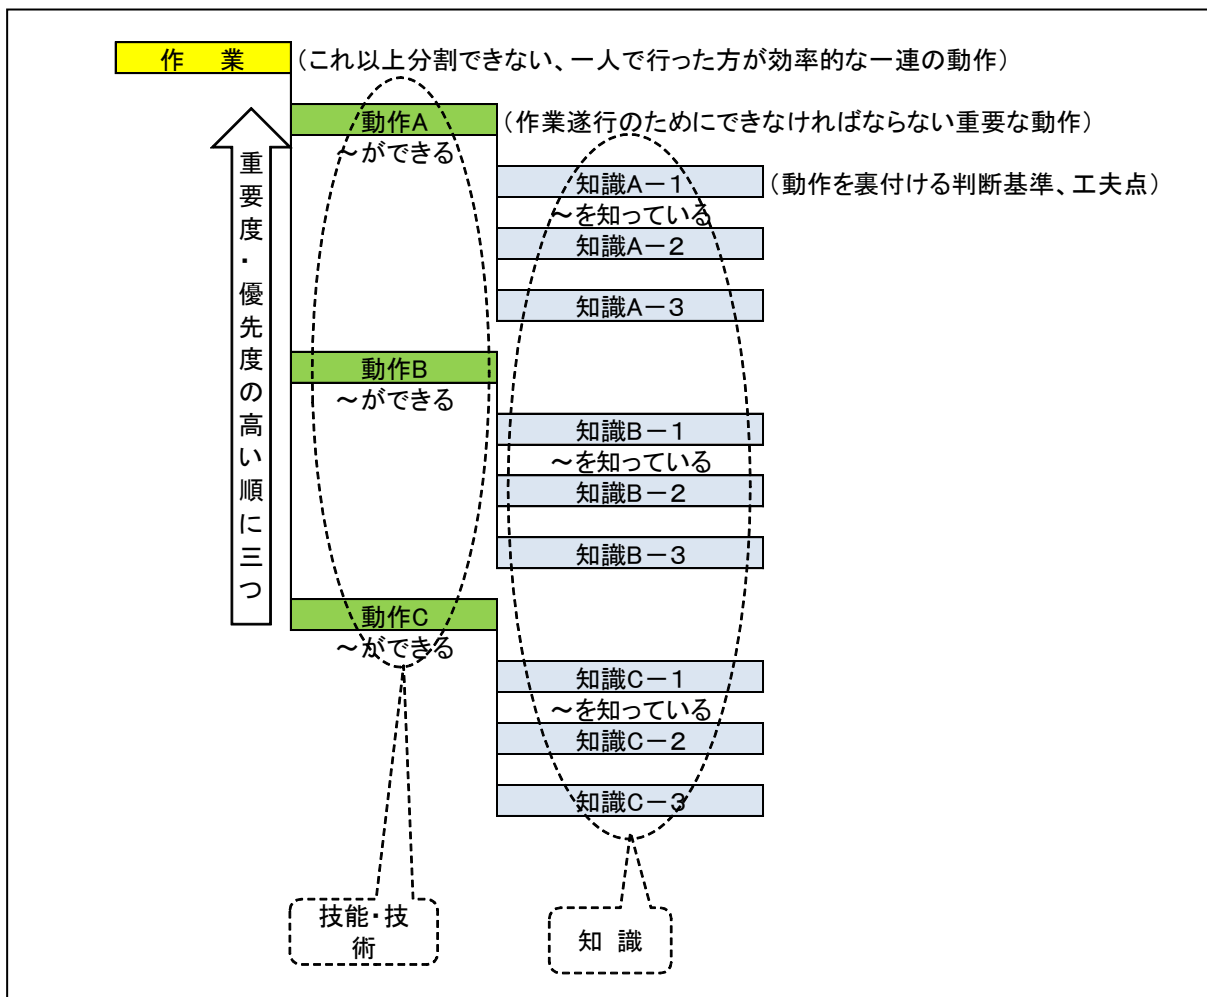 作　業
（これ以上分割できない、一人で行った方が効率的な一連の動作）
動作A
（作業遂行のためにできなければならない重要な動作）
～ができる
知識A－1
（動作を裏付ける判断基準、工夫点）
～を知っている
知識A－2
知識A－3
重要度・優先度の高い順に三つ
動作B
～ができる
知識B－1
～を知っている
知識B－2
知識B－3
動作C
～ができる
知識C－1
～を知っている
知識C－2
知識C－3
技能・技
術
知 識